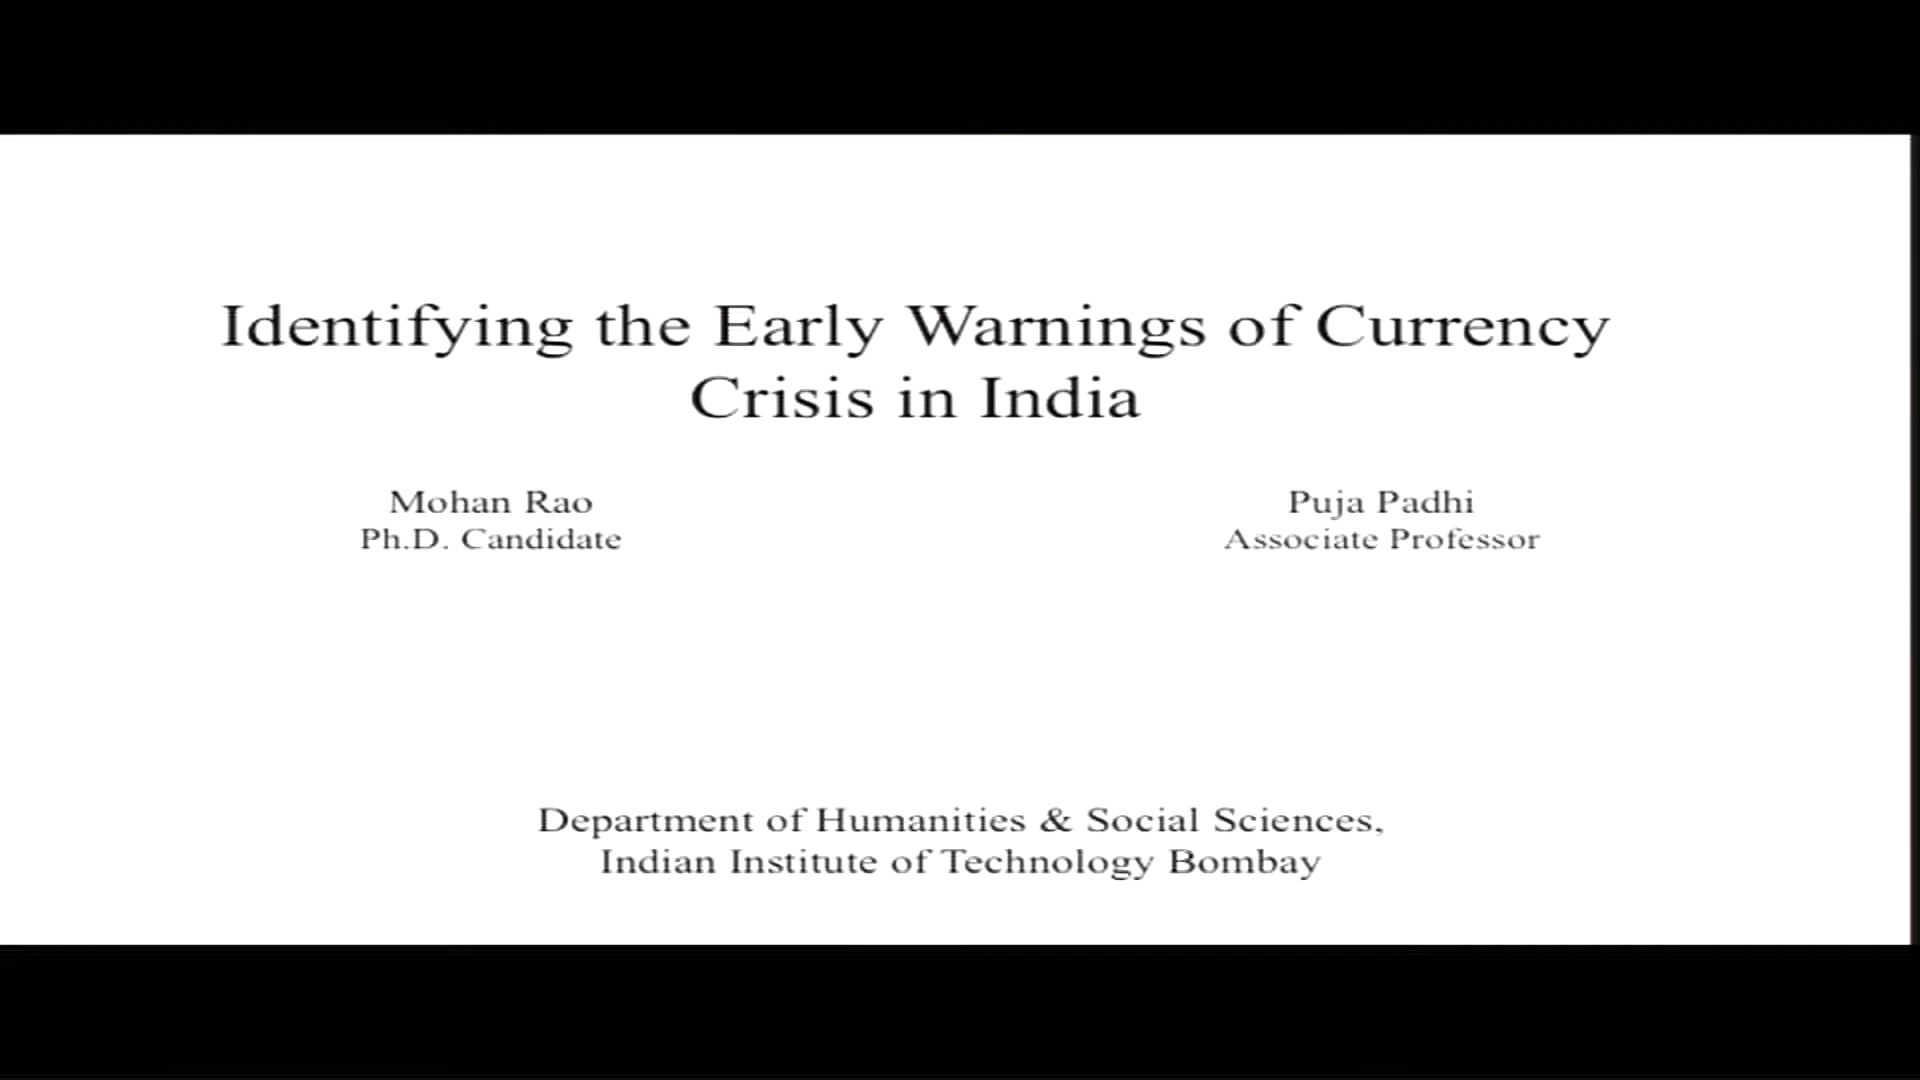 Identifying the Early Warnings of Currency
Crisis in India
Mohan Rao
Ph.D. Candidate
Puja Padhi
Associate Professor
Department of Humanities & Social Sciences,
Indian Institute of Technology Bombay